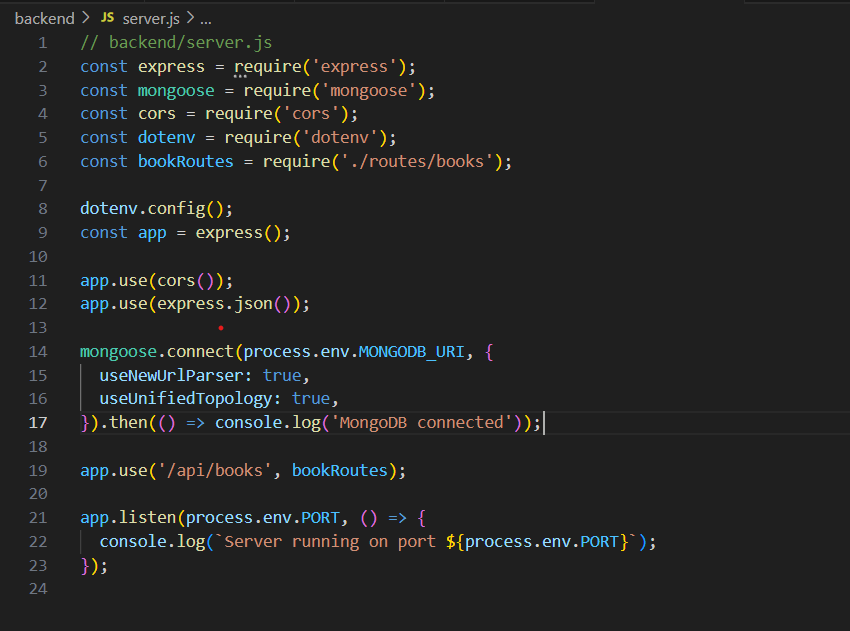 backend > JS server.js > ...
1 // backend/server.js
2 const express = require('express');
3 const mongoose = require('mongoose');
4 const cors = require('cors');
5 const dotenv = require('dotenv');
6 const bookRoutes = require('./routes/books');
7
8 dotenv.config();
9 const app = express();
10
11 app.use(cors());
12 app.use(express.json());
13
14 mongoose.connect(process.env.MONGODB_URI, {
15   useNewUrlParser: true,
16   useUnifiedTopology: true,
17 }).then(() => console.log('MongoDB connected'));
18
19 app.use('/api/books', bookRoutes);
20
21 app.listen(process.env.PORT, () => {
22   console.log(`Server running on port ${process.env.PORT}`);
23 });
24